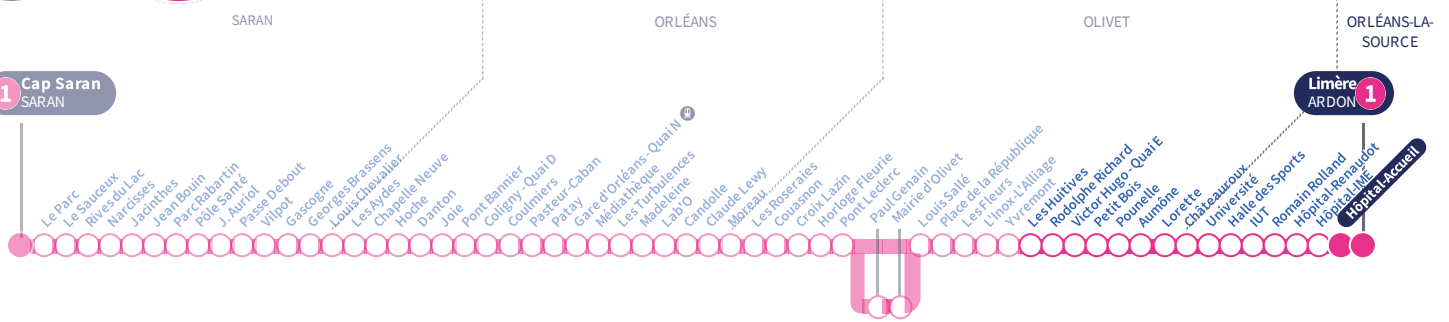 SARAN
ORLÉANS
OLIVET
ORLÉANS-LA-
SOURCE
1
Cap Saran
SARAN
Limère
ARDON
1
Le Parc
Le Sauceux
Rives du Lac
Narcisses
Jacinthes
Jean Bouin
Parc Rabartin
Pôle Santé
J. Auriol
Passe Debout
Vilpot
Gascogne
Georges Brassens
Louis Chevalier
Les Aydes
Chapelle Neuve
Hoche
Danton
Joie
Pont Bannier
Coligny - Quai D
Coulmiers
Pasteur-Caban
Patay
Gare d'Orléans - Quai N
Médiathèque
Les Turbulences
Madeleine
Lab'O
Candolle
Claude Lewy
Moreau
Les Roseraies
Couasnon
Croix Lazin
Horloge Fleurie
Pont Leclerc
Paul Genain
Mairie d'Olivet
Louis Sallé
Place de la République
Les Fleurs
L'Inox-L'Alliage
Yvremont
Les Huitives
Rodolphe Richard
Victor Hugo - Quai E
Petit Bois
Pounelle
Aumône
Lorette
Châteauroux
Université
Halle des Sports
IUT
Romain Rolland
Hôpital-Renaudot
Hôpital-IME
Hôpital-Accueil